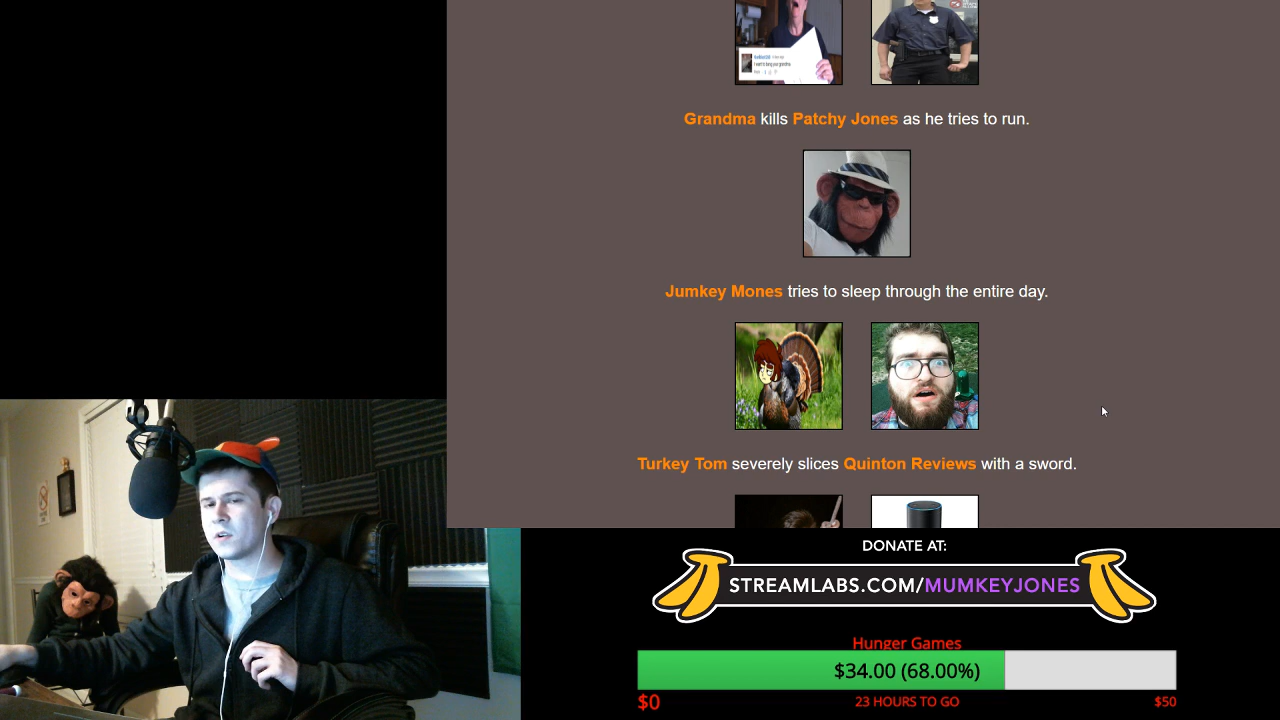 Grandma kills Patchy Jones as he tries to run.
Jumkey Mones tries to sleep through the entire day.
Turkey Tom severely slices Quinton Reviews with a sword.
DONATE AT:
STREAMLABS.COM/MUMKEYJONES
Hunger Games
$34.00 (68.00%)
$0 23 HOURS TO GO $50